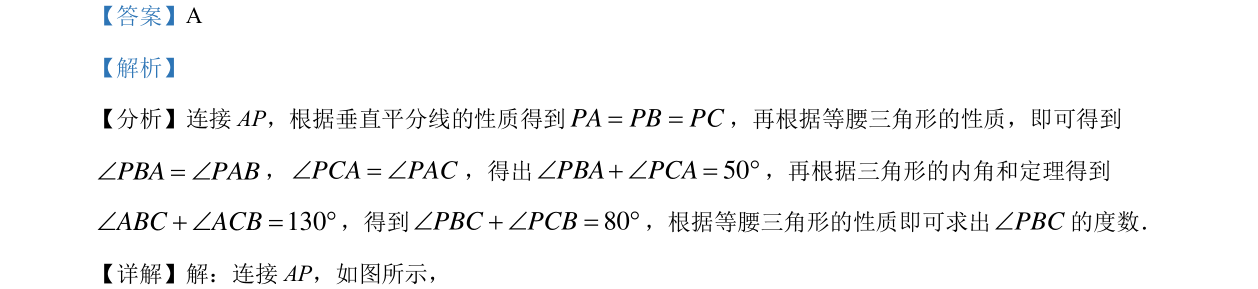 【答案】A
【解析】
【分析】连接 AP，根据垂直平分线的性质得到 PA = PB = PC，再根据等腰三角形的性质，即可得到
∠PBA = ∠PAB，∠PCA = ∠PAC，得出∠PBA + ∠PCA = 50°，再根据三角形的内角和定理得到
∠ABC + ∠ACB = 130°，得到∠PBC + ∠PCB = 80°，根据等腰三角形的性质即可求出∠PBC 的度数．
【详解】解：连接 AP，如图所示，